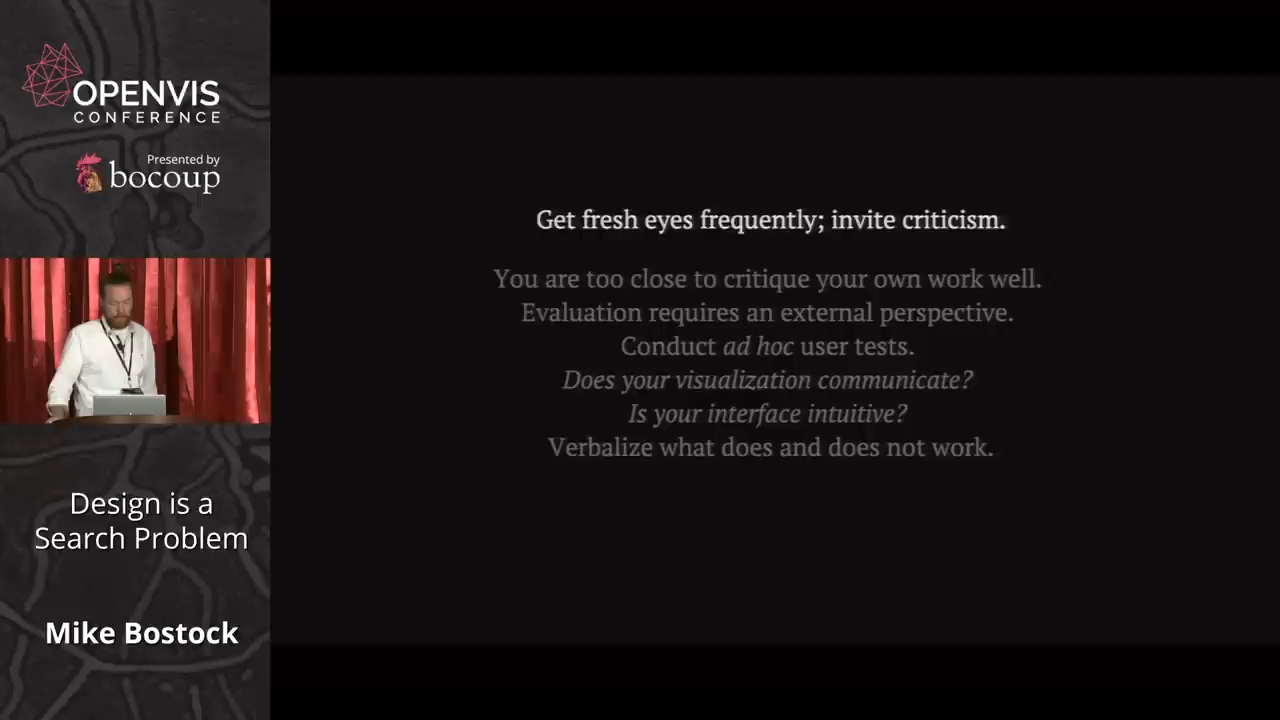 OPENVIS
CONFERENCE
Presented by
bocoup
Design is a
Search Problem
Mike Bostock
Get fresh eyes frequently; invite criticism.
You are too close to critique your own work well.
Evaluation requires an external perspective.
Conduct ad hoc user tests.
Does your visualization communicate?
Is your interface intuitive?
Verbalize what does and does not work.